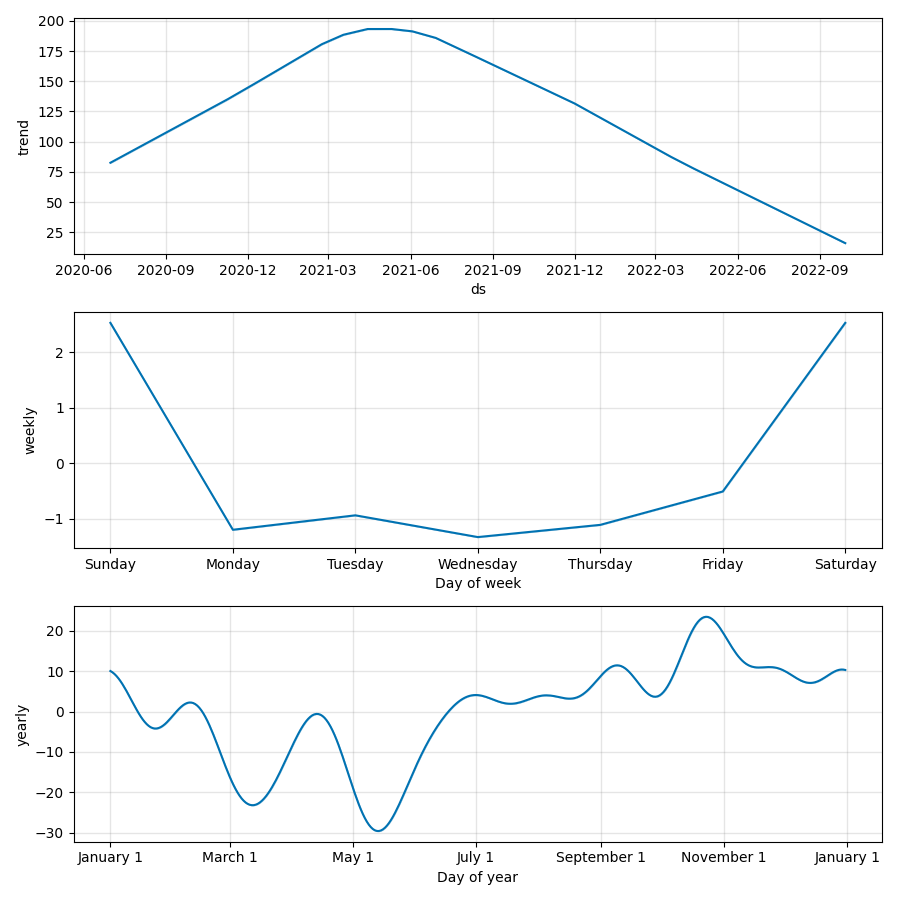 200
175
150
125
100
75
50
25
trend
2020-06 2020-09 2020-12 2021-03 2021-06 2021-09 2021-12 2022-03 2022-06 2022-09
ds
2
1
0
−1
weekly
Sunday Monday Tuesday Wednesday Thursday Friday Saturday
Day of week
20
10
0
−10
−20
−30
yearly
January 1 March 1 May 1 July 1 September 1 November 1 January 1
Day of year